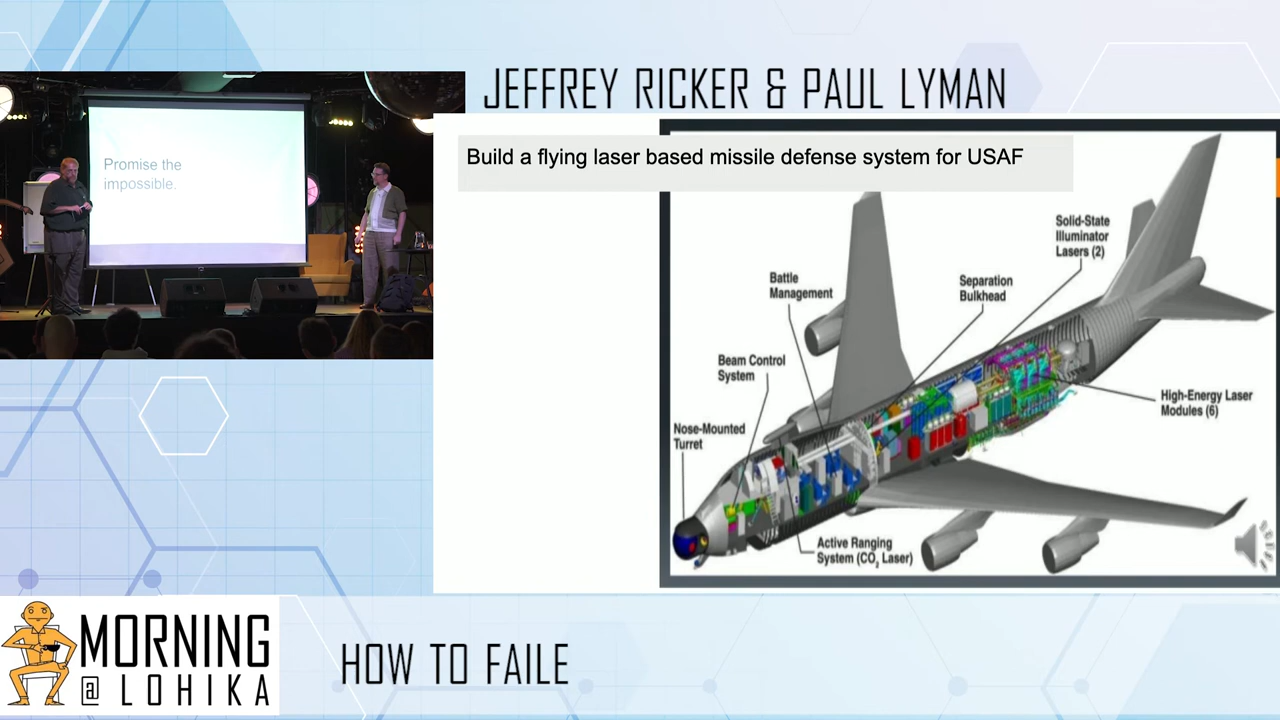 JEFFREY RICKER & PAUL LYMAN
Promise the
impossible.
Build a flying laser based missile defense system for USAF
Solid-State
Illuminator
Lasers (2)
Battle
Management
Separation
Bulkhead
Beam Control
System
High-Energy Laser
Modules (6)
Nose-Mounted
Turret
Active Ranging
System (CO2 Laser)
MORNING
@ LOHIKA
HOW TO FAILE